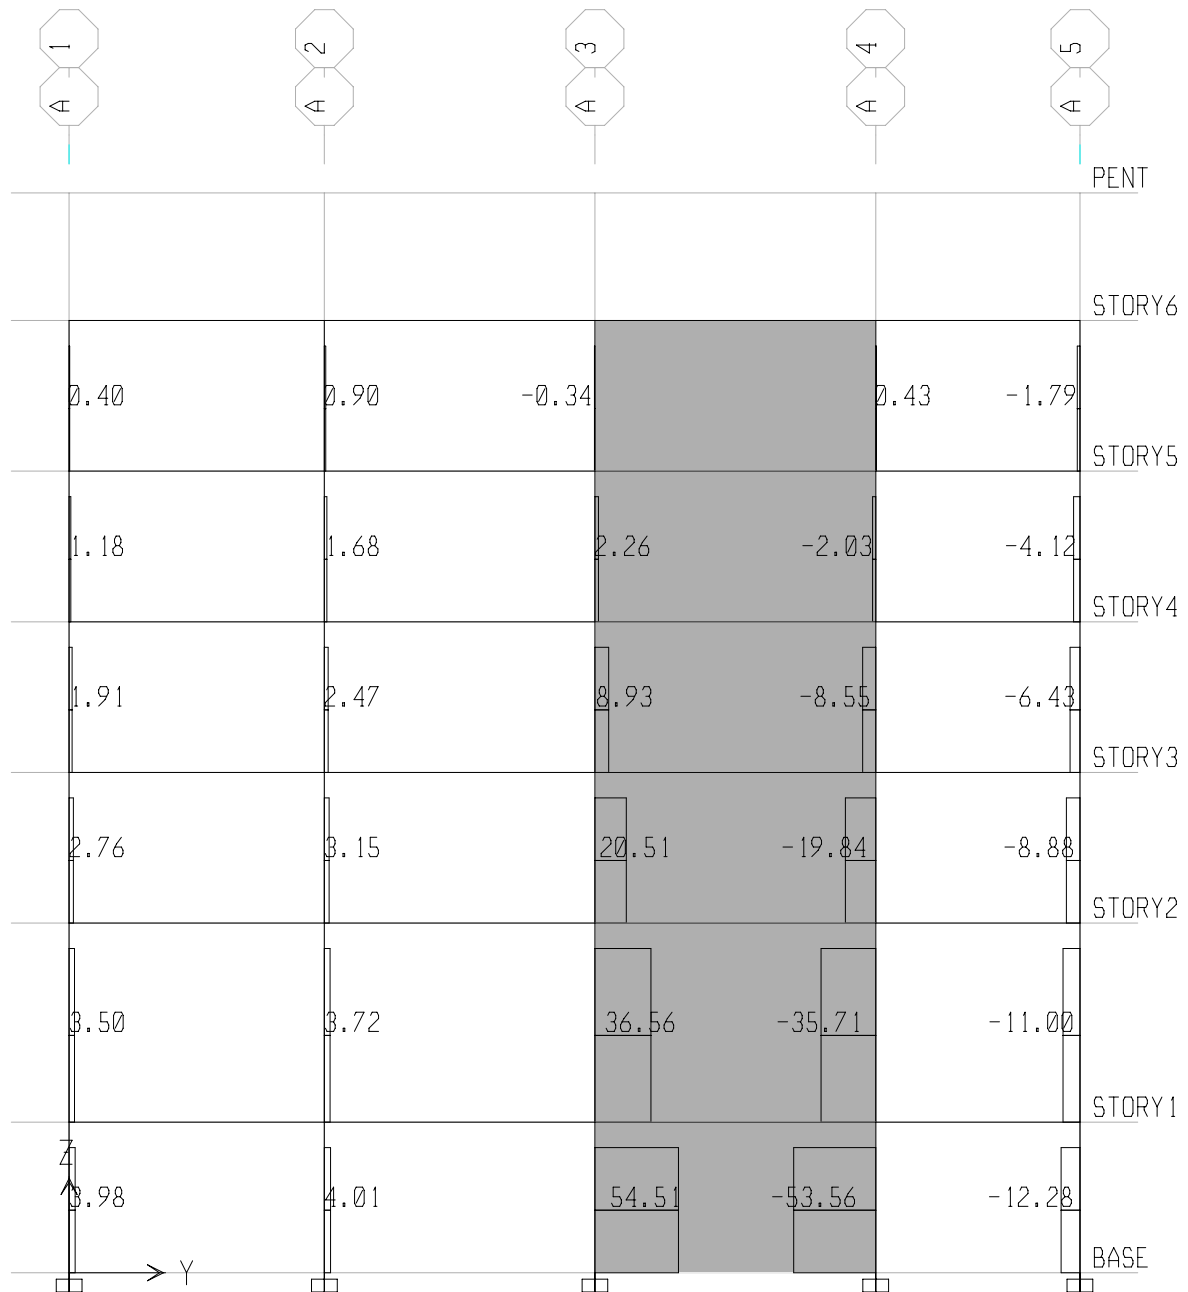 1 2 3 4 5
A A A A A
PENT
STORY6
0.40 0.90 -0.34 0.43 -1.79
STORY5
1.18 1.68 2.26 -2.03 -4.12
STORY4
1.91 2.47 8.93 -8.55 -6.43
STORY3
2.76 3.15 20.51 -19.84 -8.88
STORY2
3.50 3.72 36.56 -35.71 -11.00
STORY1
Z
3.98 4.01 54.51 -53.56 -12.28
BASE
Y